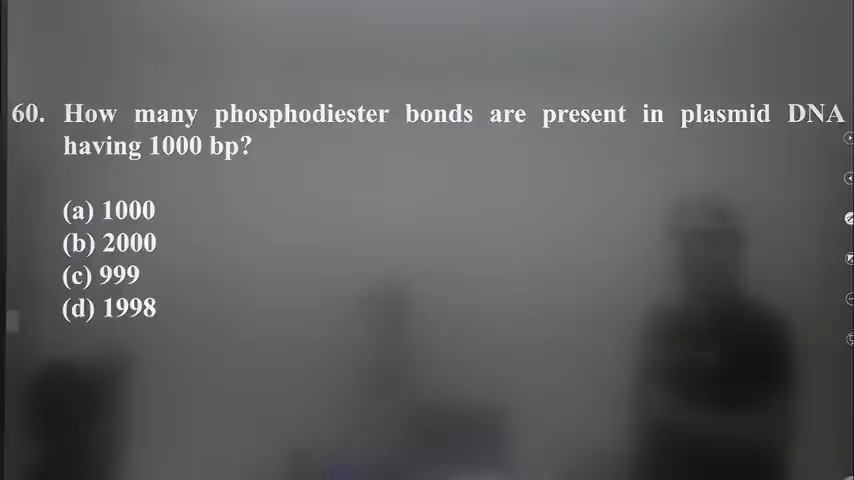 60. How many phosphodiester bonds are present in plasmid DNA
having 1000 bp?
(a) 1000
(b) 2000
(c) 999
(d) 1998